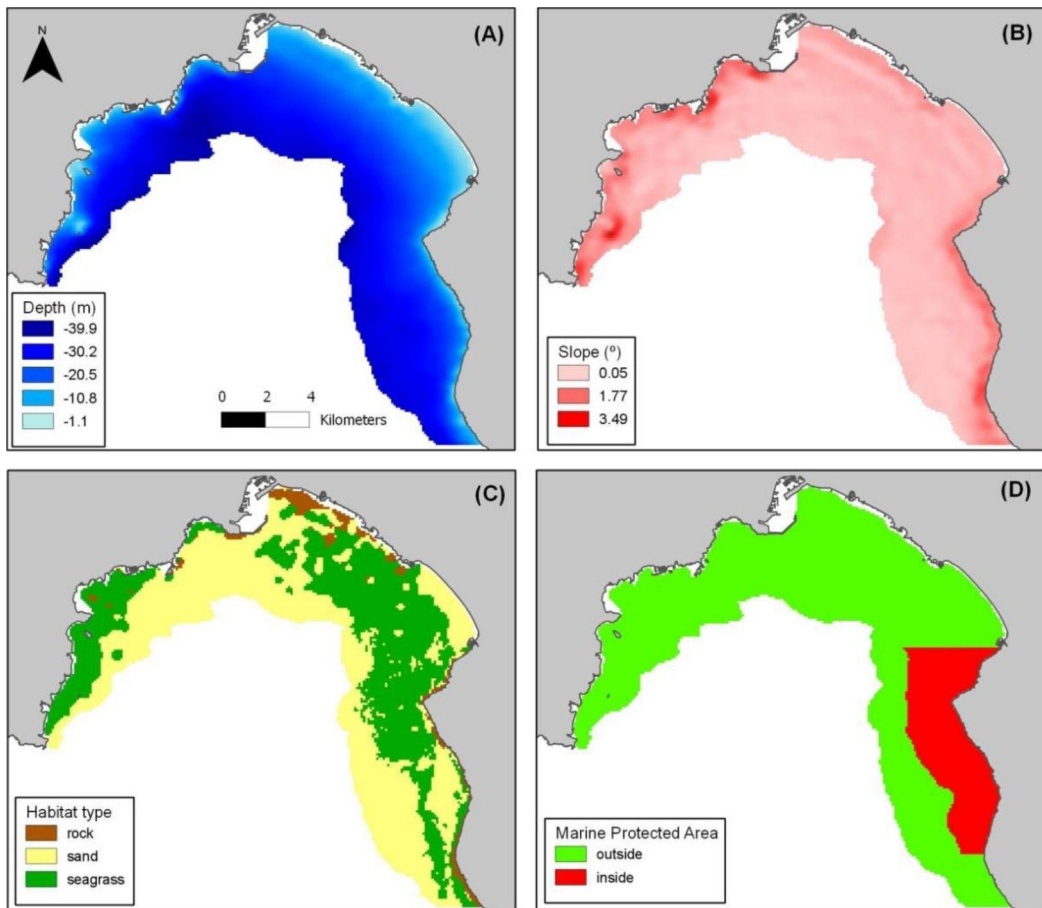 N
(A)
Depth (m)
-39.9
-30.2
-20.5
-10.8
-1.1
0 2 4
Kilometers
(B)
Slope (º)
0.05
1.77
3.49
(C)
Habitat type
rock
sand
seagrass
(D)
Marine Protected Area
outside
inside